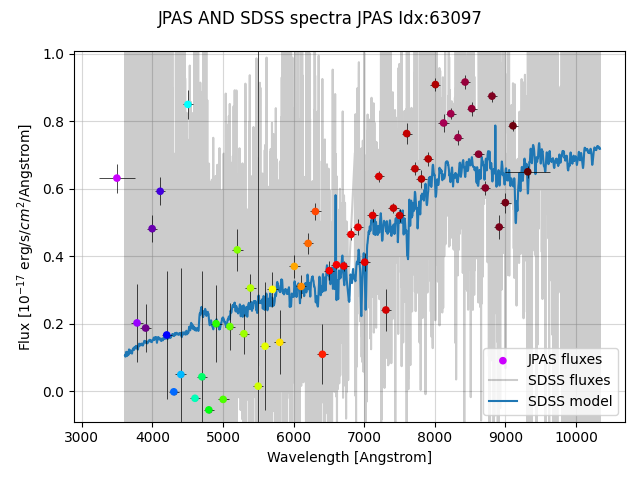 JPAS AND SDSS spectra JPAS Idx:63097
1.0
0.8
0.6
0.4
0.2
0.0
Flux [10⁻¹⁷ erg/s/cm²/Angstrom]
JPAS fluxes
SDSS fluxes
SDSS model
3000 4000 5000 6000 7000 8000 9000 10000
Wavelength [Angstrom]